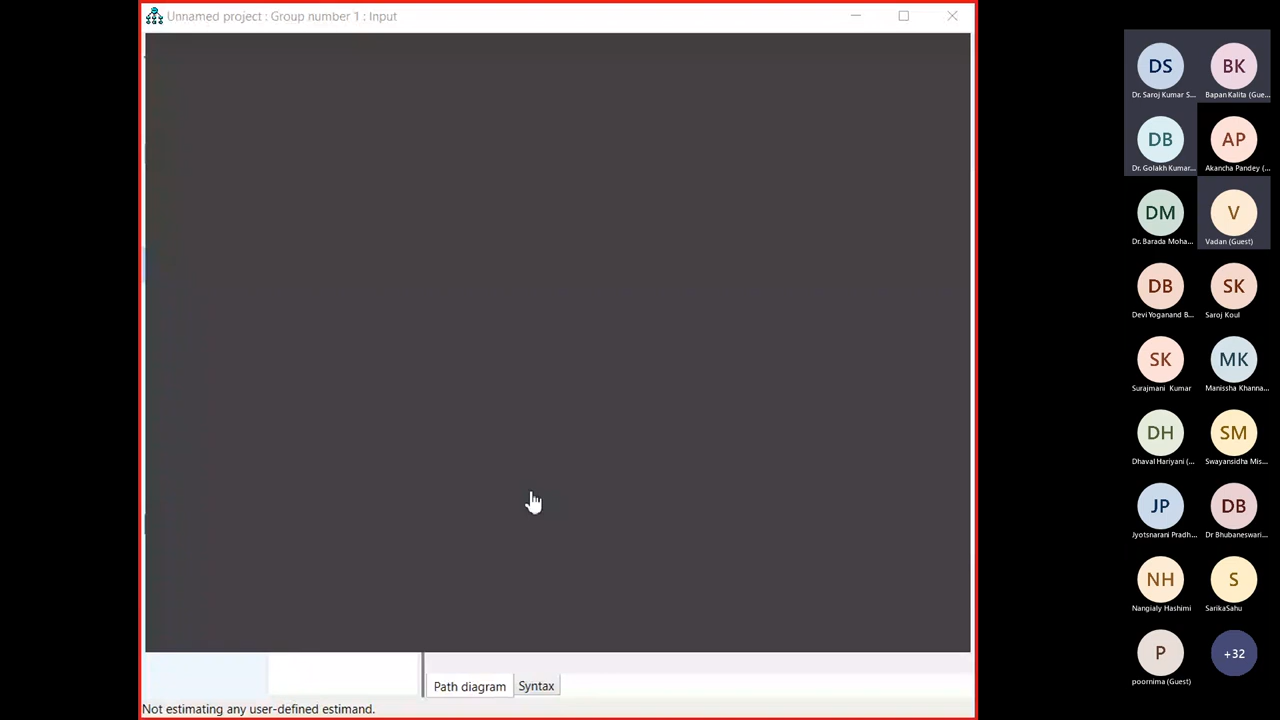 Unnamed project : Group number 1 : Input
DS
BK
Dr. Saroj Kumar S...
Bapan Kalita (Gue...
DB
AP
Dr. Golakh Kumar...
Akancha Pandey (...
DM
V
Dr. Barada Moha...
Vadan (Guest)
DB
SK
Devi Yoganand B...
Saroj Koul
SK
MK
Surajmani Kumar
Manissha Khanna...
DH
SM
Dhaval Hariyani (...
Swayansidha Mis...
JP
DB
Jyotsnarani Pradh...
Dr Bhubaneswari...
NH
S
Nangialy Hashimi
SarikaSahu
P
+32
poornima (Guest)
Path diagram
Syntax
Not estimating any user-defined estimand.